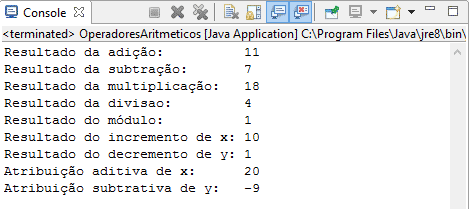 Console
<terminated> OperadoresAritmeticos [Java Application] C:\Program Files\Java\jre8\bin\
Resultado da adição: 11
Resultado da subtração: 7
Resultado da multiplicação: 18
Resultado da divisao: 4
Resultado do módulo: 1
Resultado do incremento de x: 10
Resultado do decremento de y: 1
Atribuição aditiva de x: 20
Atribuição subtrativa de y: -9